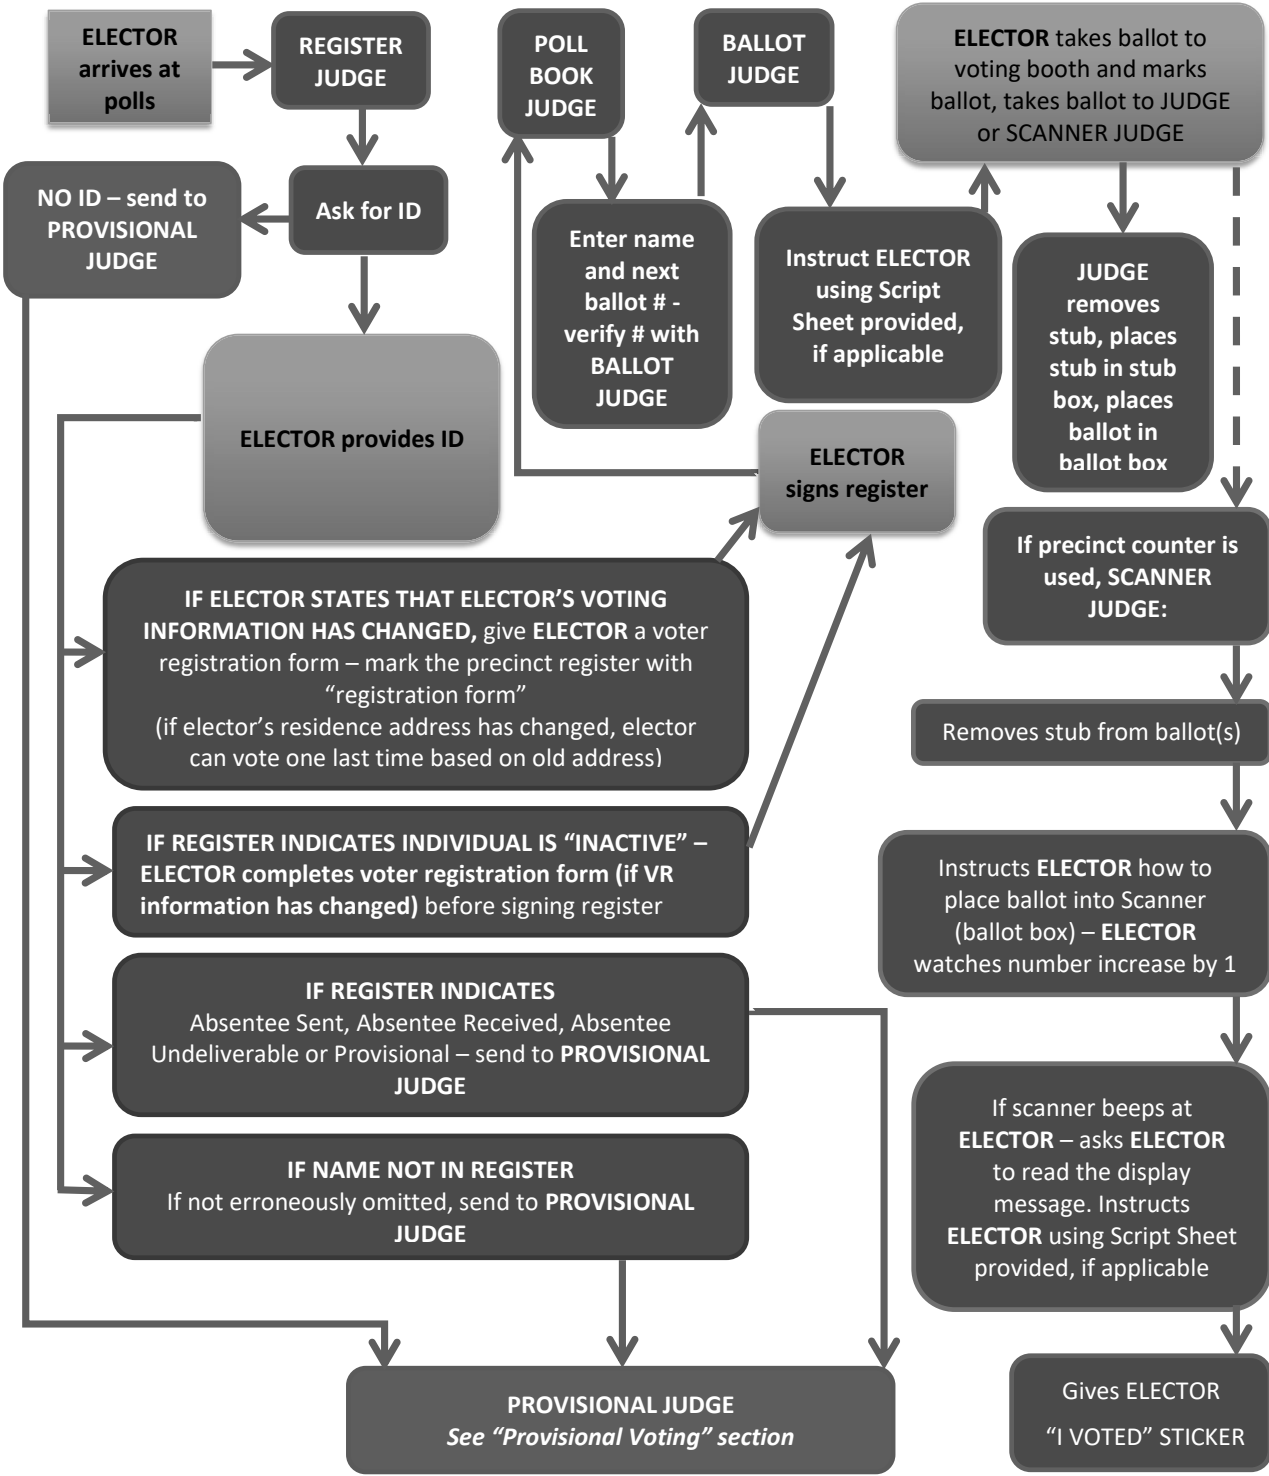 ELECTOR
arrives at
polls
REGISTER
JUDGE
NO ID – send to
PROVISIONAL
JUDGE
Ask for ID
ELECTOR provides ID
POLL
BOOK
JUDGE
Enter name
and next
ballot # -
verify # with
BALLOT
JUDGE
BALLOT
JUDGE
Instruct ELECTOR
using Script
Sheet provided,
if applicable
ELECTOR takes ballot to
voting booth and marks
ballot, takes ballot to JUDGE
or SCANNER JUDGE
JUDGE
removes
stub, places
stub in stub
box, places
ballot in
ballot box
ELECTOR
signs register
IF ELECTOR STATES THAT ELECTOR’S VOTING
INFORMATION HAS CHANGED, give ELECTOR a voter
registration form – mark the precinct register with
“registration form”
(if elector’s residence address has changed, elector
can vote one last time based on old address)
IF REGISTER INDICATES INDIVIDUAL IS “INACTIVE” –
ELECTOR completes voter registration form (if VR
information has changed) before signing register
IF REGISTER INDICATES
Absentee Sent, Absentee Received, Absentee
Undeliverable or Provisional – send to PROVISIONAL
JUDGE
IF NAME NOT IN REGISTER
If not erroneously omitted, send to PROVISIONAL
JUDGE
PROVISIONAL JUDGE
See “Provisional Voting” section
If precinct counter is
used, SCANNER
JUDGE:
Removes stub from ballot(s)
Instructs ELECTOR how to
place ballot into Scanner
(ballot box) – ELECTOR
watches number increase by 1
If scanner beeps at
ELECTOR – asks ELECTOR
to read the display
message. Instructs
ELECTOR using Script Sheet
provided, if applicable
Gives ELECTOR
“I VOTED” STICKER